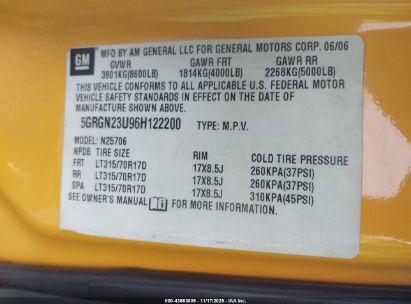 GM
MFD BY AM GENERAL LLC FOR GENERAL MOTORS CORP. 06/06
GVWR GAWR FRT GAWR RR
3901KG(8600LB) 1814KG(4000LB) 2268KG(5000LB)
THIS VEHICLE CONFORMS TO ALL APPLICABLE U.S. FEDERAL MOTOR
VEHICLE SAFETY STANDARDS IN EFFECT ON THE DATE OF
MANUFACTURE SHOWN ABOVE.
5GRGN23U96H122200 TYPE: M.P.V.
MODEL: N25706
NPDB TIRE SIZE RIM COLD TIRE PRESSURE
FRT LT315/70R17D 17X8.5J 260KPA(37PSI)
RR LT315/70R17D 17X8.5J 260KPA(37PSI)
SPA LT315/70R17D 17X8.5J 310KPA(45PSI)
SEE OWNER'S MANUAL FOR MORE INFORMATION.